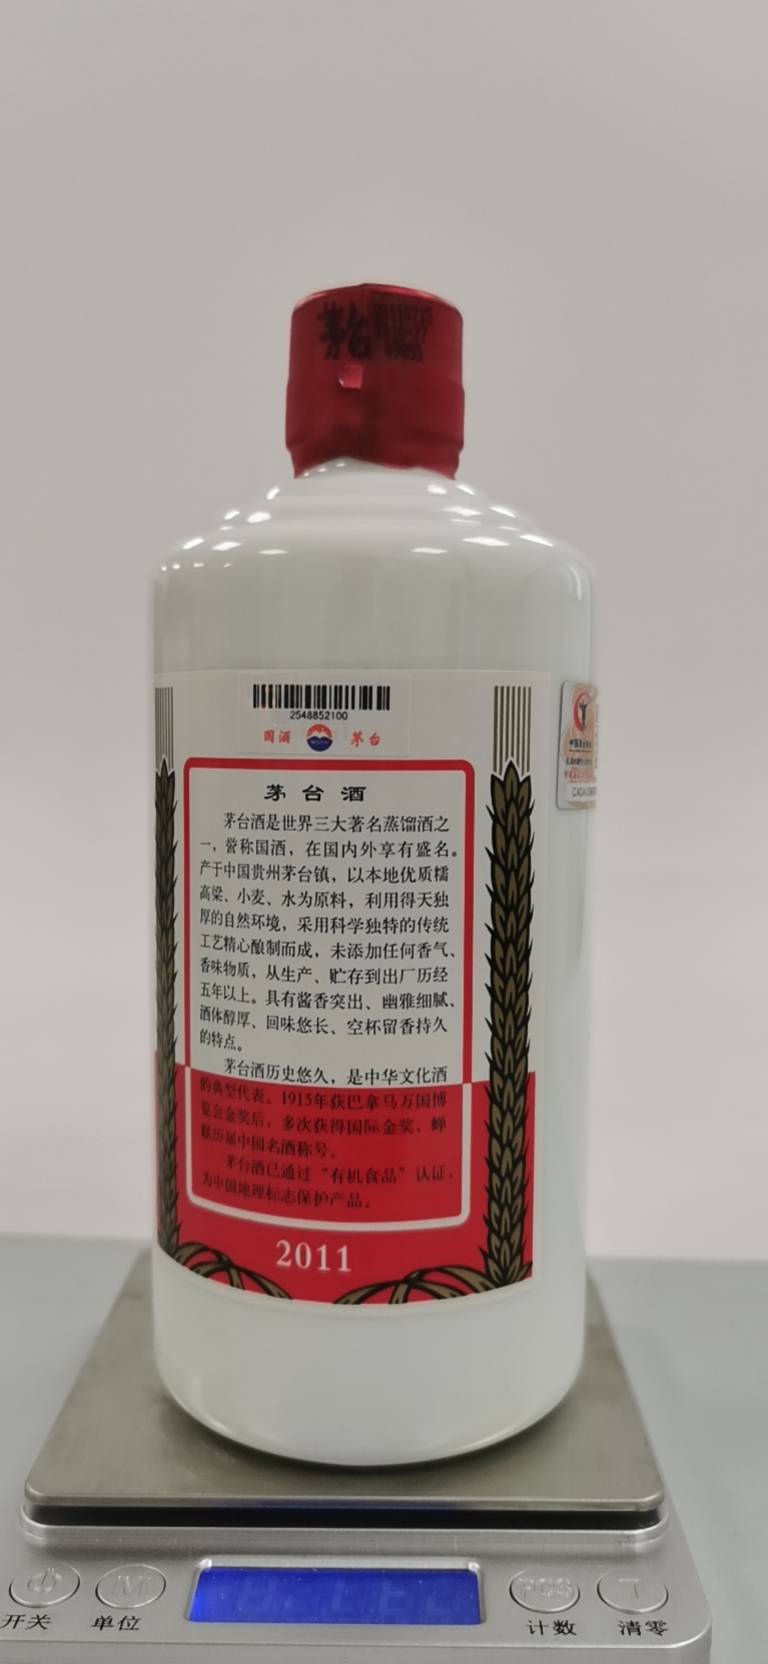 茅台
2548852100
国酒 茅台
茅台酒
茅台酒是世界三大著名蒸馏酒之
一，誉称国酒，在国内外享有盛名。
产于中国贵州茅台镇，以本地优质糯
高粱、小麦、水为原料，利用得天独
厚的自然环境，采用科学独特的传统
工艺精心酿制而成，未添加任何香气、
香味物质，从生产、贮存到出厂历经
五年以上。具有酱香突出、幽雅细腻、
酒体醇厚、回味悠长、空杯留香持久
的特点。
茅台酒历史悠久，是中华文化酒
的典型代表。1915年获巴拿马万国博
览会金奖后，多次获得国际金奖，蝉
联历届中国名酒称号。
茅台酒已通过“有机食品”认证，
为中国地理标志保护产品。
2011
开关 单位 PCS T
计数 清零